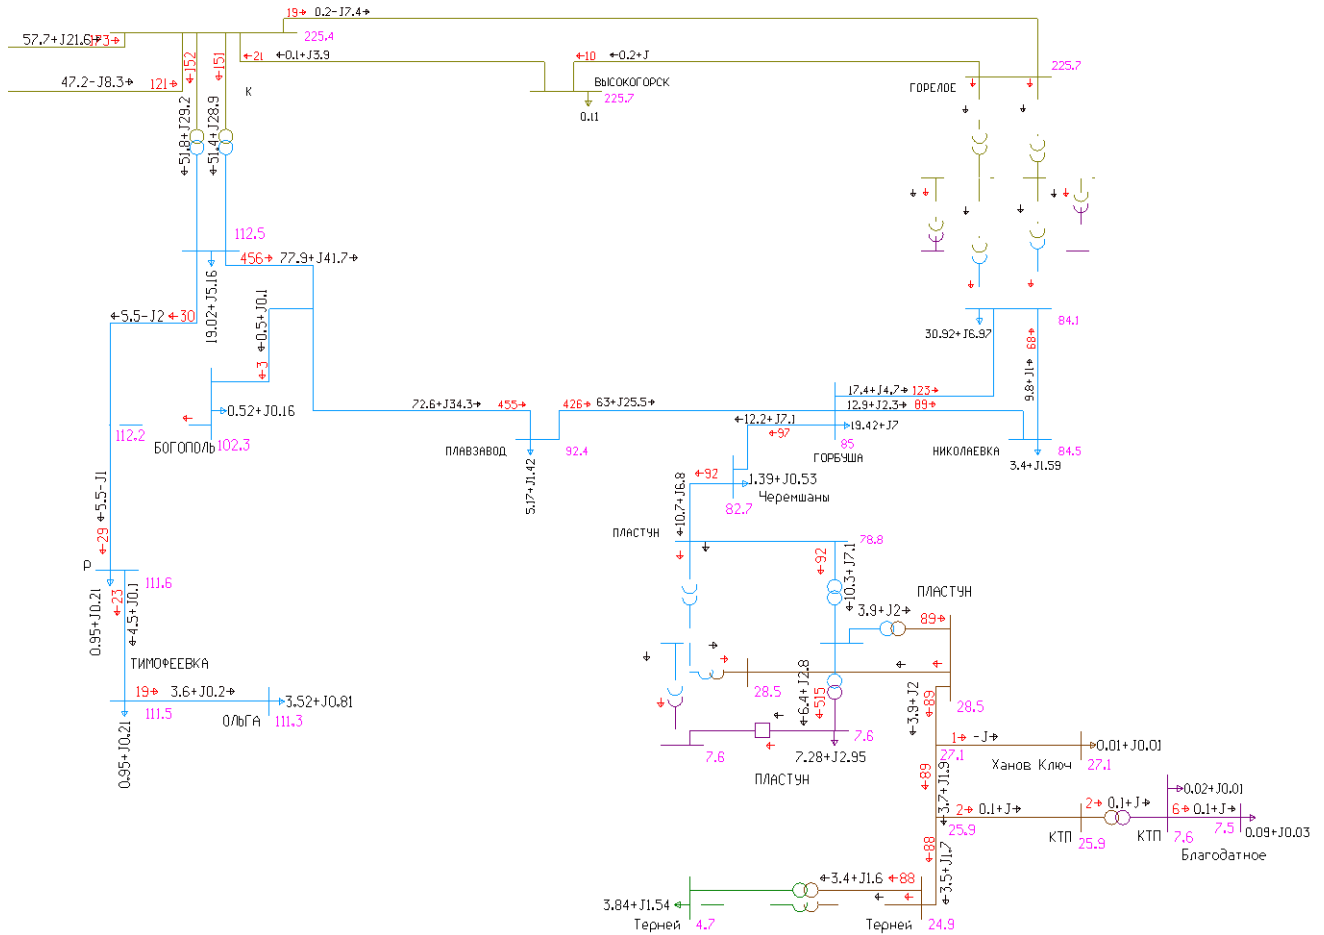 19 0.2-J7.4
57.7+J21.6 173
225.4
152
151
21 0.1+J3.9
10 -0.2+J
47.2-J8.3 121
К
ВЫСОКОГОРСК
225.7
0.11
ГОРЕЛОЕ
225.7
51.8+J29.2
51.4+J28.9
112.5
456 77.9+J41.7
19.02+J5.16
5.5-J2 30
0.5+J0.1
3
0.52+J0.16
112.2
БОГОПОЛЬ 102.3
30.92+J6.97
84.1
68
9.8+J1
17.4+J4.7 123
12.9+J2.3 89
72.6+J34.3 455
426 63+J25.5
12.2+J7.1
97
19.42+J7
ПЛАВЗАВОД
92.4
5.17+J1.42
85
ГОРБУША
НИКОЛАЕВКА
84.5
3.4+J1.59
92
1.39+J0.53
Черемшаны
82.7
10.7+J6.8
ПЛАСТУН
78.8
5.5-J1
29
Р
111.6
23
0.95+J0.21
4.5+J0.1
92
10.3+J7.1
ПЛАСТУН
3.9+J2
89
ТИМОФЕЕВКА
19 3.6+J0.2
3.52+J0.81
111.5
ОЛЬГА 111.3
0.95+J0.21
28.5
6.4+J2.8
515
3.9+J2
89
28.5
7.6
7.6
7.28+J2.95
ПЛАСТУН
1 -J
0.01+J0.01
27.1
Ханов Ключ 27.1
89
3.7+J1.9
2 0.1+J
2 0.1+J
0.02+J0.01
6 0.1+J
25.9
КТП 25.9
КТП 7.6
7.5
0.09+J0.03
Благодатное
88
3.5+J1.7
3.4+J1.6 88
3.84+J1.54
Терней 4.7
Терней 24.9